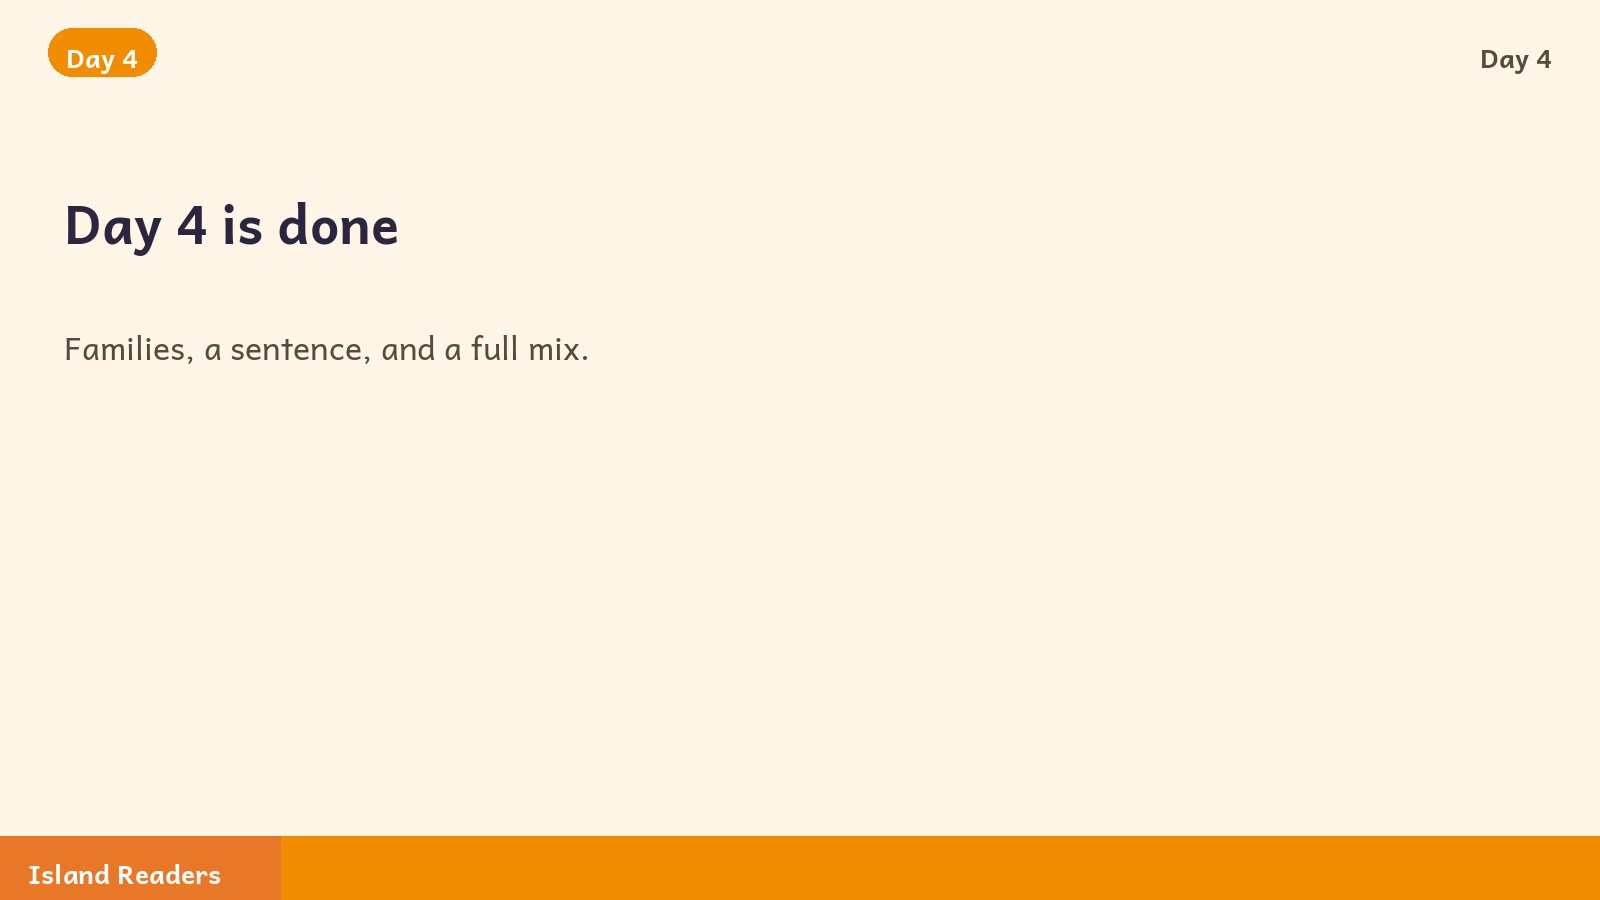 Day 4
Day 4
Day 4 is done
Families, a sentence, and a full mix.
Island Readers